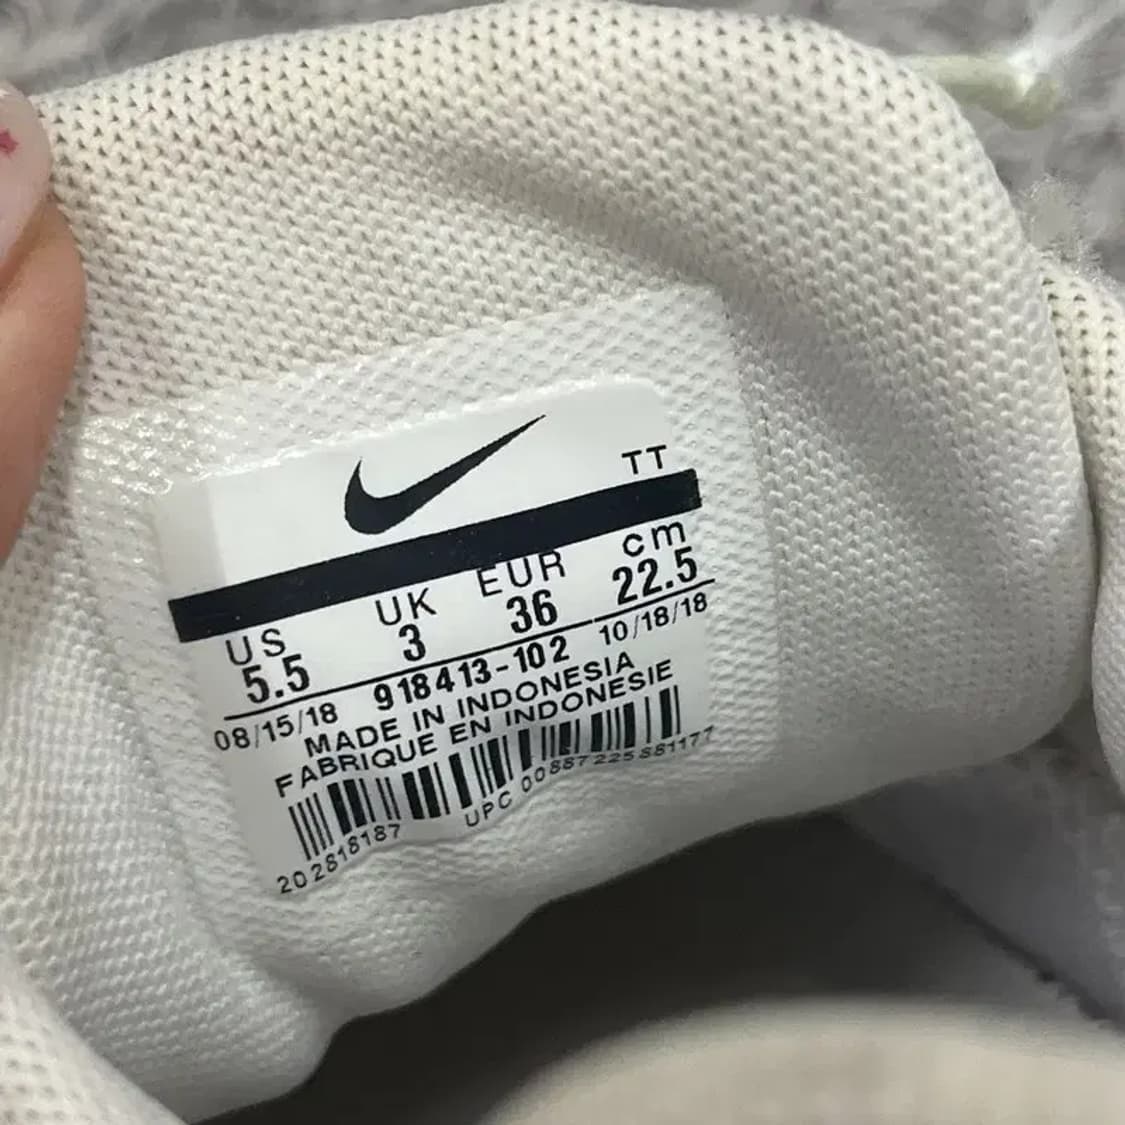 TT
US UK EUR cm
5.5 3 36 22.5
08/15/18 918413-102 10/18/18
MADE IN INDONESIA
FABRIQUE EN INDONESIE
202818187 UPC 00887225881177